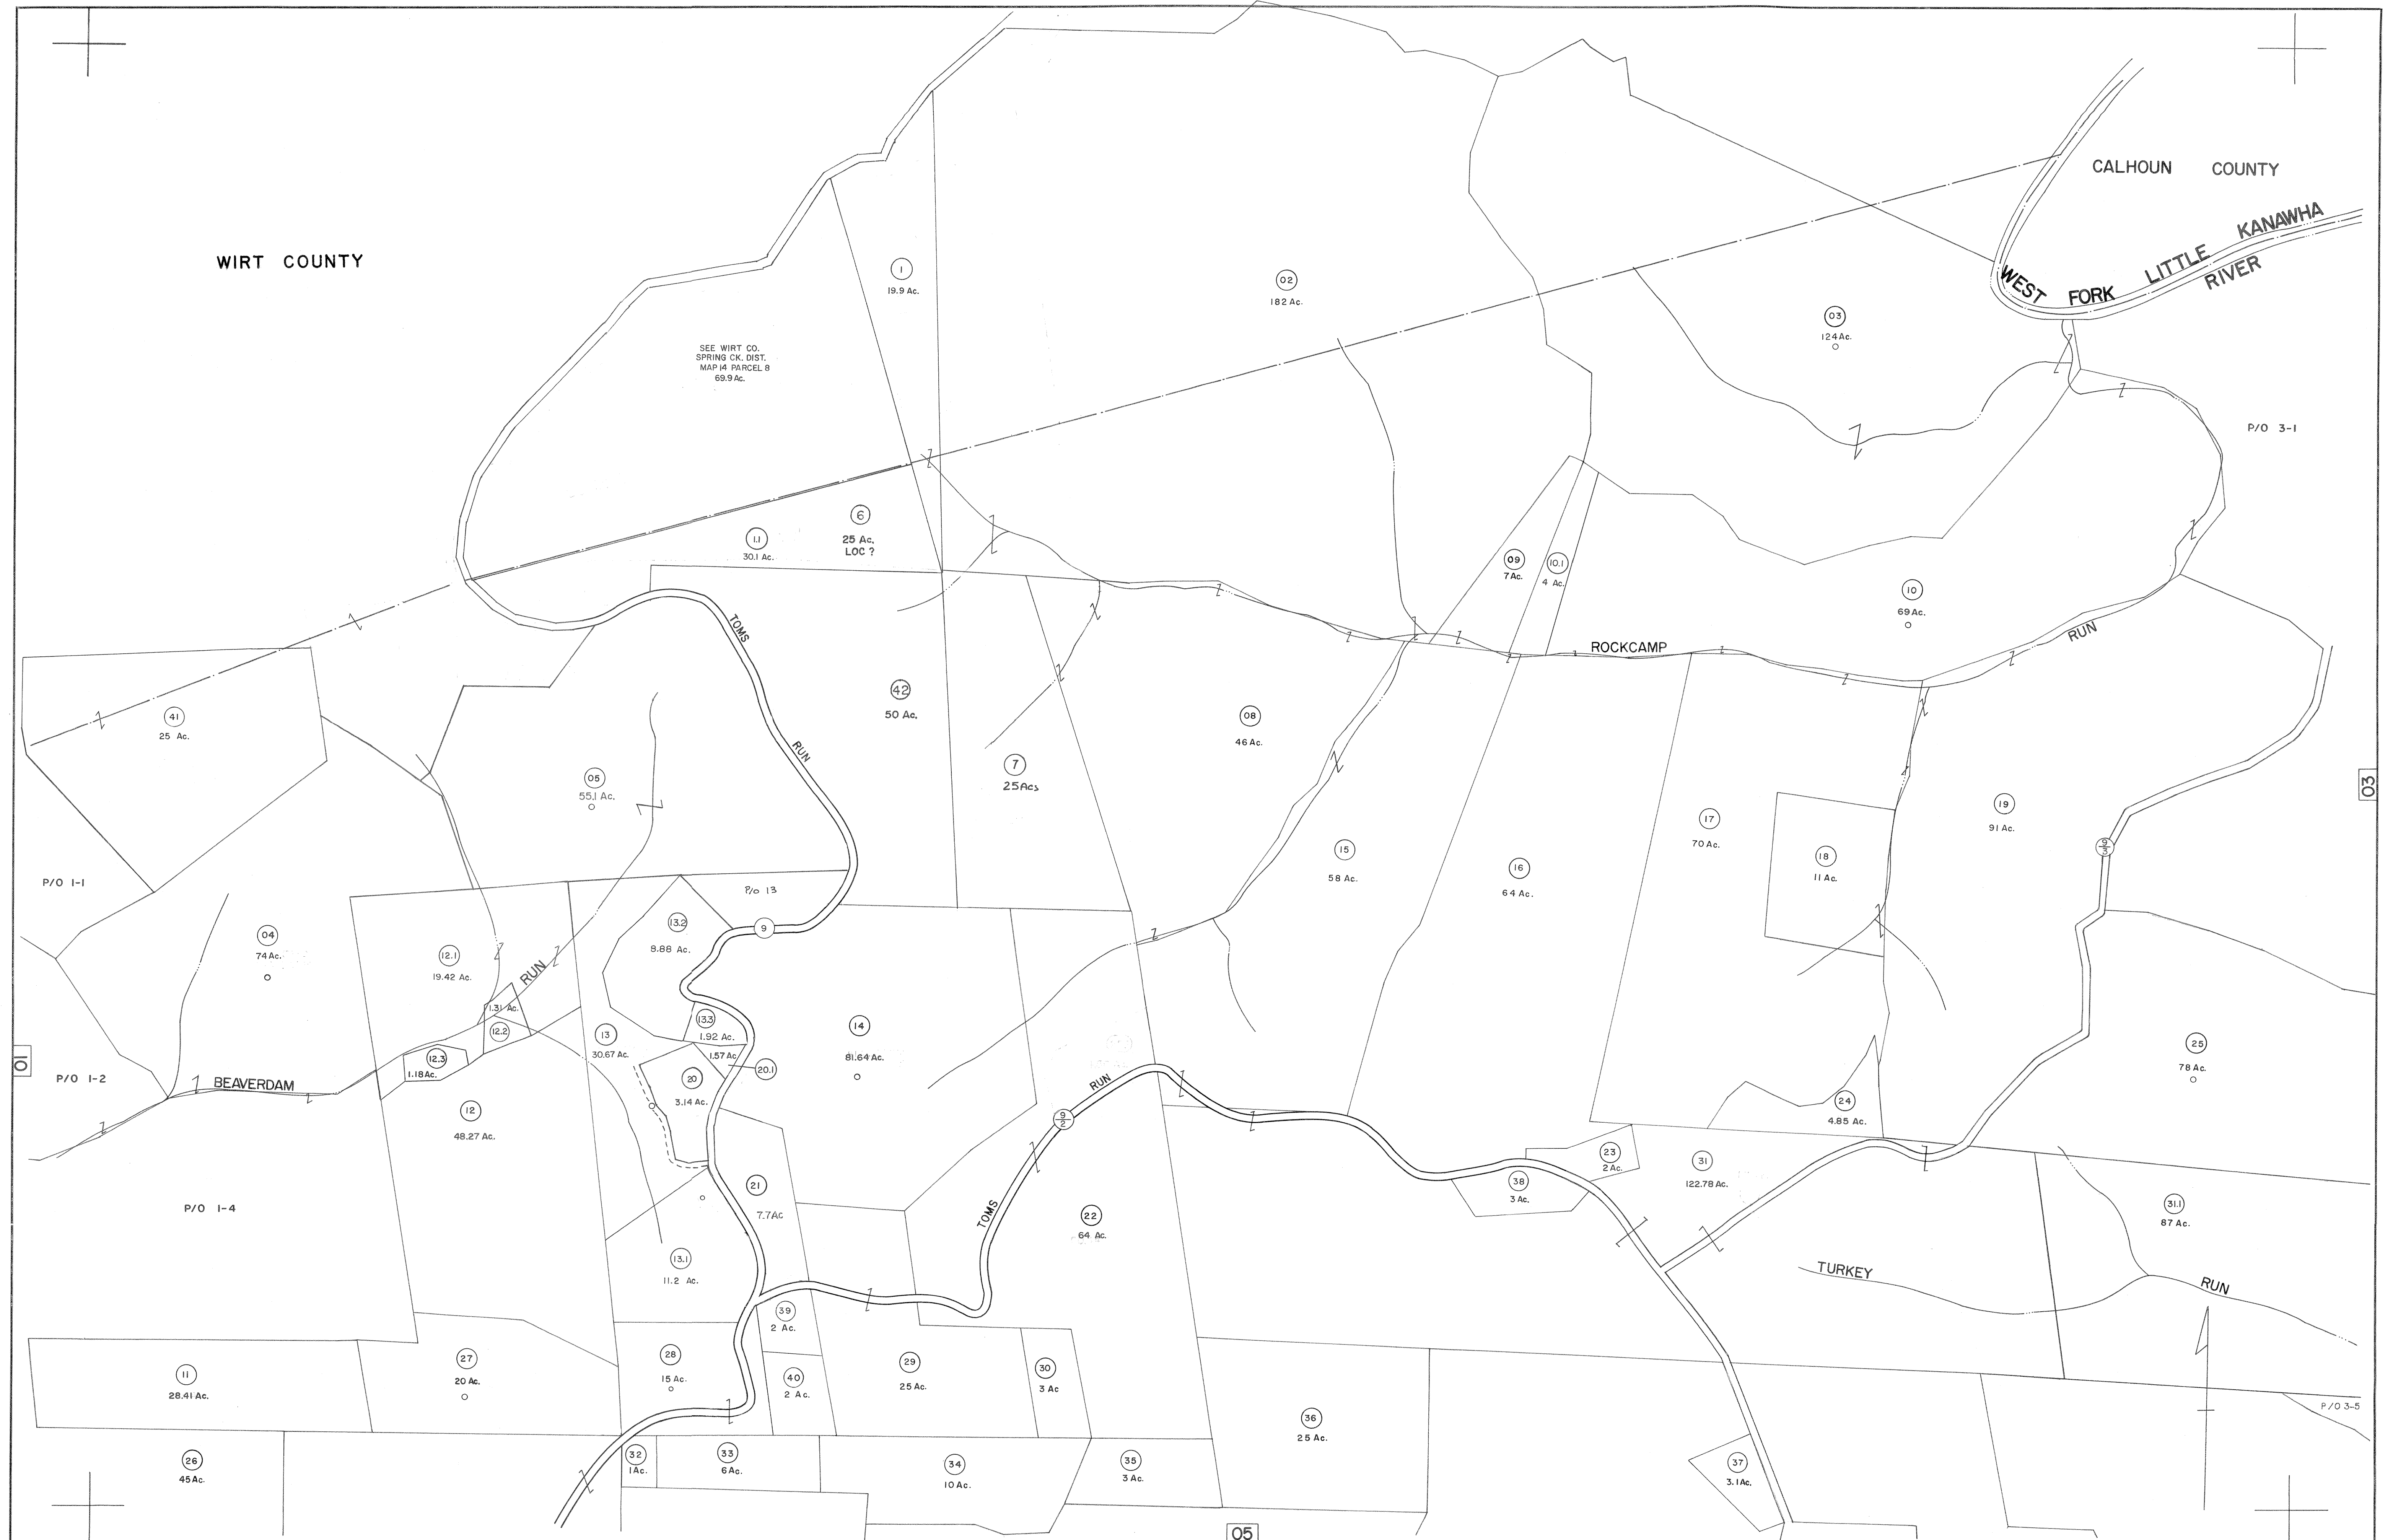 CALHOUN COUNTY
WIRT COUNTY
WEST FORK LITTLE KANAWHA RIVER
1
19.9 Ac.
02
182 Ac.
03
124 Ac.
SEE WIRT CO.
SPRING CK. DIST.
MAP 14 PARCEL 8
69.9 Ac.
P/O 3-1
6
25 Ac.
LOC ?
1.1
30.1 Ac.
09
7 Ac.
10.1
4 Ac.
10
69 Ac.
TOMS RUN
ROCKCAMP RUN
41
25 Ac.
42
50 Ac.
08
46 Ac.
05
55.1 Ac.
7
25 Acs
03
19
91 Ac.
17
70 Ac.
15
58 Ac.
16
64 Ac.
18
11 Ac.
9/3
P/O 1-1
P/o 13
04
74 Ac.
12.1
19.42 Ac.
13.2
8.88 Ac.
9
RUN
1.31 Ac.
12.2
13
30.67 Ac.
13.3
1.92 Ac.
14
81.64 Ac.
1.57 Ac
20.1
01
12.3
1.18 Ac.
P/O 1-2
BEAVERDAM
20
3.14 Ac.
25
78 Ac.
12
48.27 Ac.
9/2
TOMS RUN
24
4.85 Ac.
23
2 Ac.
31
122.78 Ac.
38
3 Ac.
P/O 1-4
21
7.7 Ac
22
64 Ac.
31.1
87 Ac.
13.1
11.2 Ac.
TURKEY RUN
39
2 Ac.
11
28.41 Ac.
27
20 Ac.
28
15 Ac.
40
2 Ac.
29
25 Ac.
30
3 Ac
36
25 Ac.
P/O 3-5
26
45 Ac.
32
1 Ac.
33
6 Ac.
34
10 Ac.
35
3 Ac.
37
3.1 Ac.
05